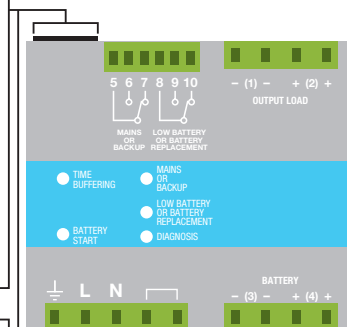 5 6 7 8 9 10
MAINS
OR
BACKUP
LOW BATTERY
OR BATTERY
REPLACEMENT
– (1) – + (2) +
OUTPUT LOAD
TIME
BUFFERING
MAINS
OR
BACKUP
LOW BATTERY
OR BATTERY
REPLACEMENT
BATTERY
START
DIAGNOSIS
L N
BATTERY
– (3) – + (4) +